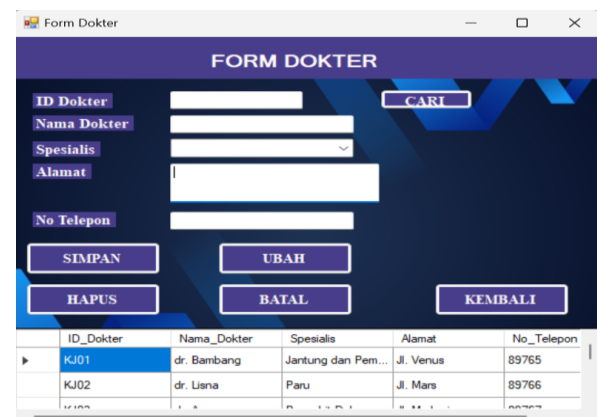 Form Dokter
FORM DOKTER
ID Dokter CARI
Nama Dokter
Spesialis
Alamat
No Telepon
SIMPAN UBAH
HAPUS BATAL KEMBALI
ID_Dokter Nama_Dokter Spesialis Alamat No_Telepon
KJ01 dr. Bambang Jantung dan Pem... Jl. Venus 89765
KJ02 dr. Lisna Paru Jl. Mars 89766